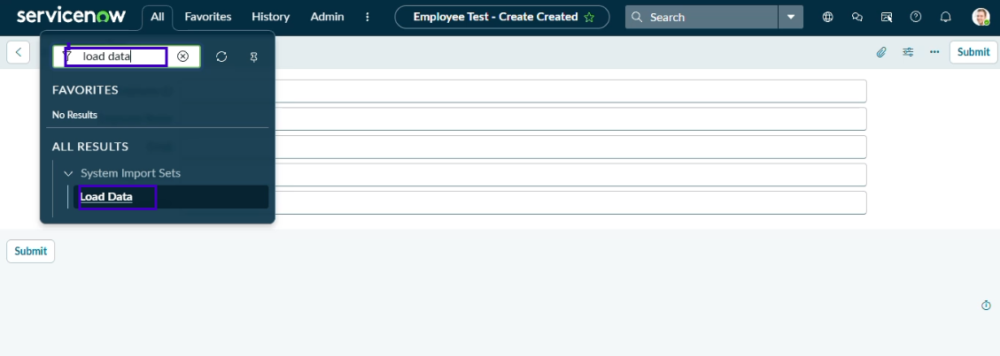 servicenow All Favorites History Admin Employee Test - Create Created Search
load data
Submit
FAVORITES
No Results
ALL RESULTS
System Import Sets
Load Data
Submit